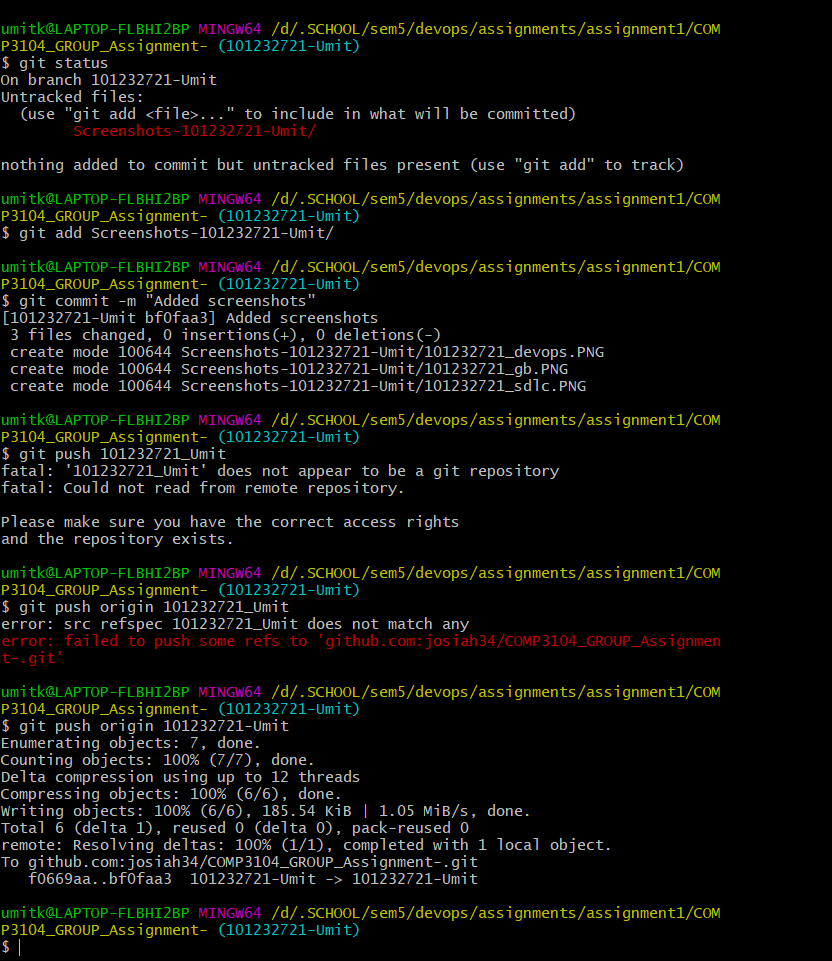 umitk@LAPTOP-FLBHI2BP MINGW64 /d/.SCHOOL/sem5/devops/assignments/assignment1/COM
P3104_GROUP_Assignment- (101232721-Umit)
$ git status
On branch 101232721-Umit
Untracked files:
  (use "git add <file>..." to include in what will be committed)
        Screenshots-101232721-Umit/

nothing added to commit but untracked files present (use "git add" to track)

umitk@LAPTOP-FLBHI2BP MINGW64 /d/.SCHOOL/sem5/devops/assignments/assignment1/COM
P3104_GROUP_Assignment- (101232721-Umit)
$ git add Screenshots-101232721-Umit/

umitk@LAPTOP-FLBHI2BP MINGW64 /d/.SCHOOL/sem5/devops/assignments/assignment1/COM
P3104_GROUP_Assignment- (101232721-Umit)
$ git commit -m "Added screenshots"
[101232721-Umit bf0faa3] Added screenshots
 3 files changed, 0 insertions(+), 0 deletions(-)
 create mode 100644 Screenshots-101232721-Umit/101232721_devops.PNG
 create mode 100644 Screenshots-101232721-Umit/101232721_gb.PNG
 create mode 100644 Screenshots-101232721-Umit/101232721_sdlc.PNG

umitk@LAPTOP-FLBHI2BP MINGW64 /d/.SCHOOL/sem5/devops/assignments/assignment1/COM
P3104_GROUP_Assignment- (101232721-Umit)
$ git push 101232721_Umit
fatal: '101232721_Umit' does not appear to be a git repository
fatal: Could not read from remote repository.

Please make sure you have the correct access rights
and the repository exists.

umitk@LAPTOP-FLBHI2BP MINGW64 /d/.SCHOOL/sem5/devops/assignments/assignment1/COM
P3104_GROUP_Assignment- (101232721-Umit)
$ git push origin 101232721_Umit
error: src refspec 101232721_Umit does not match any
error: failed to push some refs to 'github.com:josiah34/COMP3104_GROUP_Assignmen
t-.git'

umitk@LAPTOP-FLBHI2BP MINGW64 /d/.SCHOOL/sem5/devops/assignments/assignment1/COM
P3104_GROUP_Assignment- (101232721-Umit)
$ git push origin 101232721-Umit
Enumerating objects: 7, done.
Counting objects: 100% (7/7), done.
Delta compression using up to 12 threads
Compressing objects: 100% (6/6), done.
Writing objects: 100% (6/6), 185.54 KiB | 1.05 MiB/s, done.
Total 6 (delta 1), reused 0 (delta 0), pack-reused 0
remote: Resolving deltas: 100% (1/1), completed with 1 local object.
To github.com:josiah34/COMP3104_GROUP_Assignment-.git
   f0669aa..bf0faa3  101232721-Umit -> 101232721-Umit

umitk@LAPTOP-FLBHI2BP MINGW64 /d/.SCHOOL/sem5/devops/assignments/assignment1/COM
P3104_GROUP_Assignment- (101232721-Umit)
$